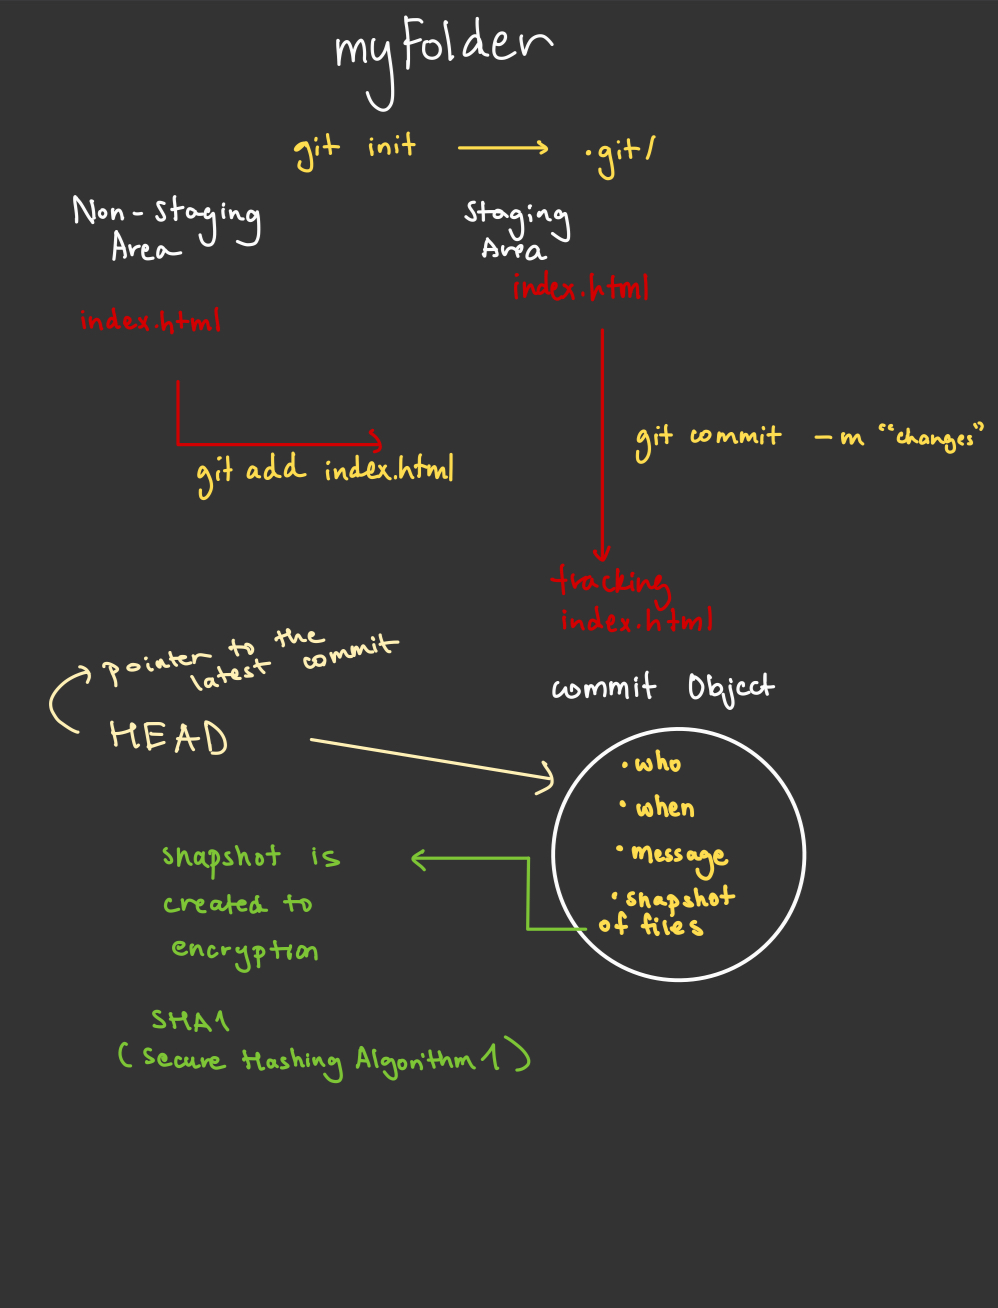 myFolder
git init
.git/
Non-Staging
Area
Staging
Area
index.html
index.html
git add index.html
git commit -m "changes"
tracking
index.html
pointer to the
latest commit
HEAD
commit Object
• who
• when
• message
• snapshot
of files
snapshot is
created to
encryption
SHA1
(Secure Hashing Algorithm 1)